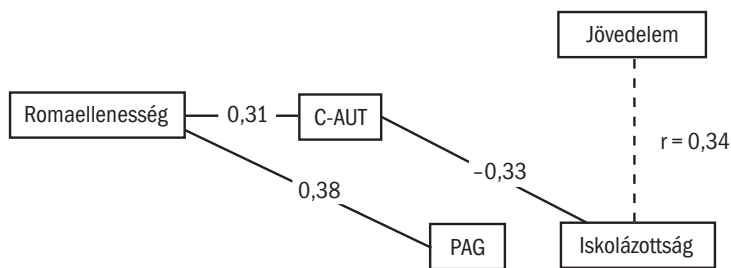 Jövedelem
Romaellenesség
0,31
C-AUT
r = 0,34
–0,33
0,38
PAG
Iskolázottság